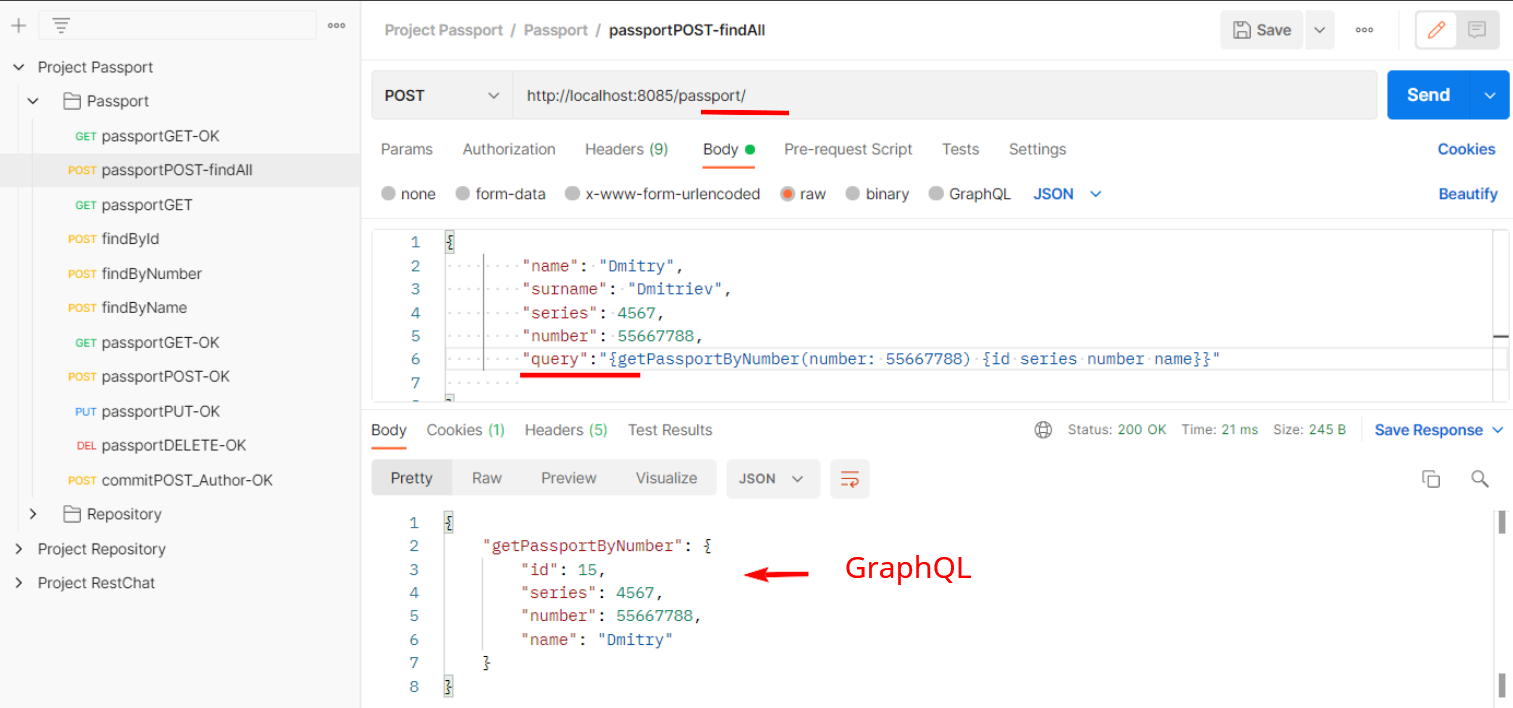 Project Passport / Passport / passportPOST-findAll
Save
Project Passport
Passport
GET passportGET-OK
POST passportPOST-findAll
GET passportGET
POST findById
POST findByNumber
POST findByName
GET passportGET-OK
POST passportPOST-OK
PUT passportPUT-OK
DEL passportDELETE-OK
POST commitPOST_Author-OK
Repository
Project Repository
Project RestChat
POST http://localhost:8085/passport/ Send
Params Authorization Headers (9) Body Pre-request Script Tests Settings Cookies
none form-data x-www-form-urlencoded raw binary GraphQL JSON Beautify
1 {
2 "name": "Dmitry",
3 "surname": "Dmitriev",
4 "series": 4567,
5 "number": 55667788,
6 "query":"{getPassportByNumber(number: 55667788) {id series number name}}"
7
Body Cookies (1) Headers (5) Test Results Status: 200 OK Time: 21 ms Size: 245 B Save Response
Pretty Raw Preview Visualize JSON
1 {
2 "getPassportByNumber": {
3 "id": 15,
4 "series": 4567,
5 "number": 55667788,
6 "name": "Dmitry"
7 }
8 }
GraphQL